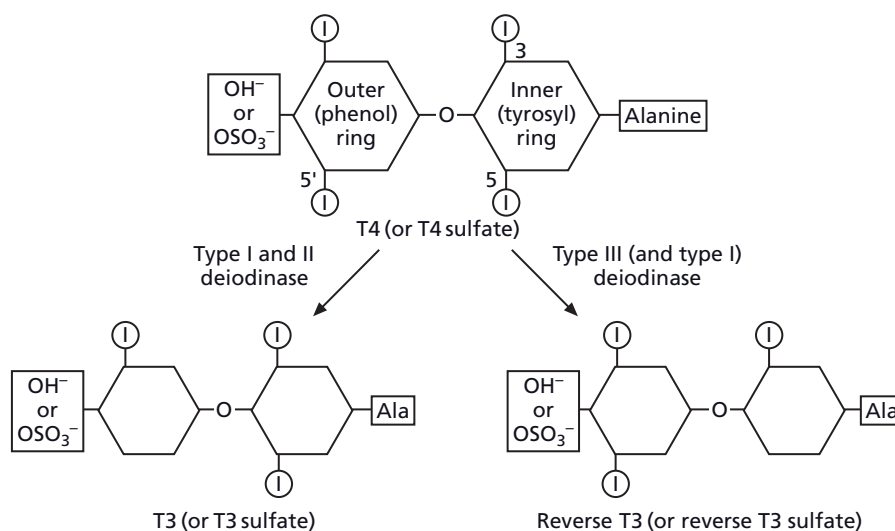 I
I
3
OH⁻
or
OSO₃⁻
Outer
(phenol)
ring
O
Inner
(tyrosyl)
ring
Alanine
5'
5
I
I
T4 (or T4 sulfate)
Type I and II
deiodinase
Type III (and type I)
deiodinase
I
I
OH⁻
or
OSO₃⁻
O
Ala
I
T3 (or T3 sulfate)
I
I
OH⁻
or
OSO₃⁻
O
Ala
I
Reverse T3 (or reverse T3 sulfate)